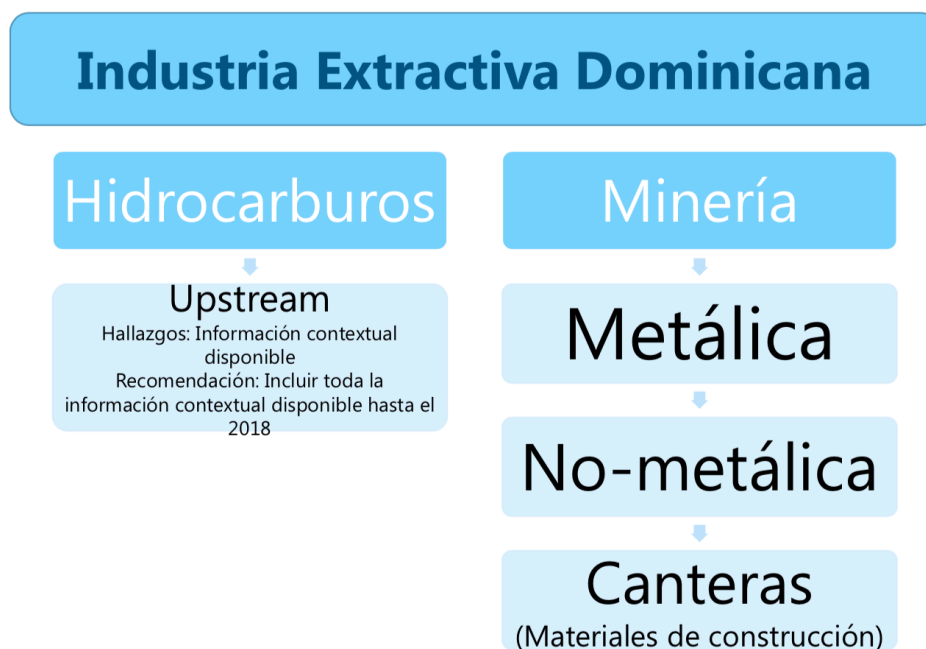 Industria Extractiva Dominicana
Hidrocarburos
Upstream
Hallazgos: Información contextual
disponible
Recomendación: Incluir toda la
información contextual disponible hasta el
2018
Minería
Metálica
No-metálica
Canteras
(Materiales de construcción)